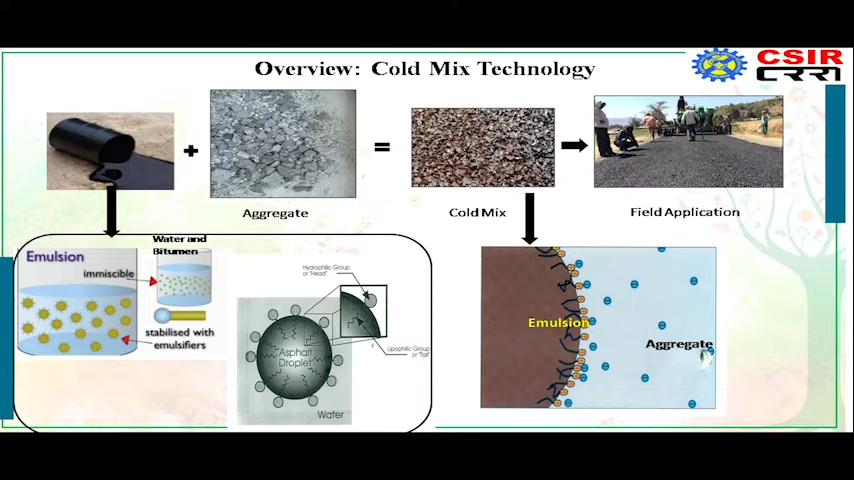 Overview: Cold Mix Technology
CSIR
Aggregate
Cold Mix
Field Application
Emulsion
Water and
Bitumen
immiscible
stabilised with
emulsifiers
Hydrophilic Group
or "Head"
Lipophilic Group
or "Tail"
Asphalt
Droplet
Water
Emulsion
Aggregate